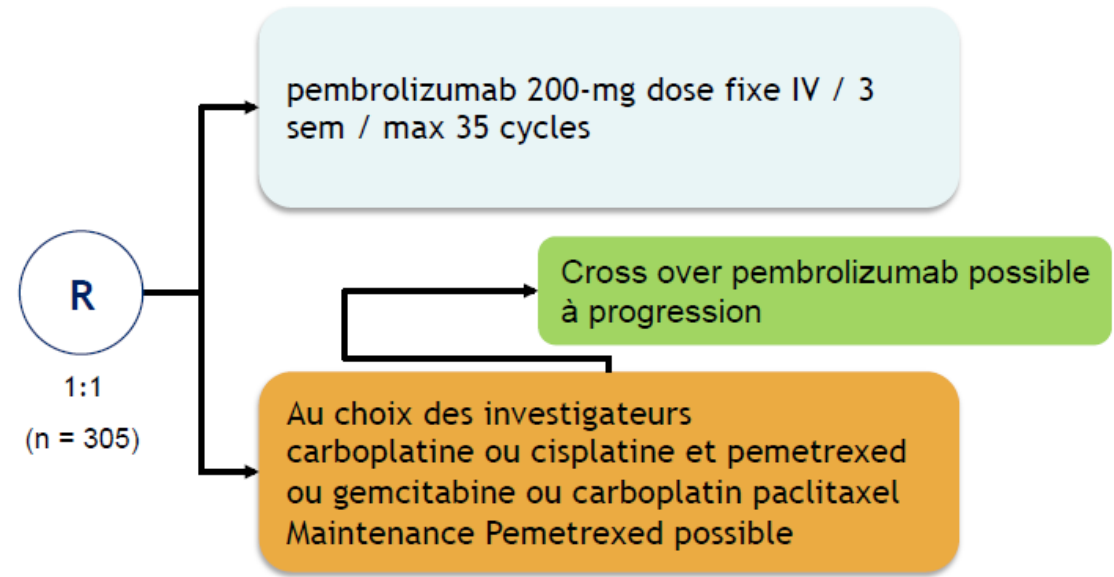 pembrolizumab 200-mg dose fixe IV / 3
sem / max 35 cycles
R
1:1
(n = 305)
Cross over pembrolizumab possible
à progression
Au choix des investigateurs
carboplatine ou cisplatine et pemetrexed
ou gemcitabine ou carboplatin paclitaxel
Maintenance Pemetrexed possible